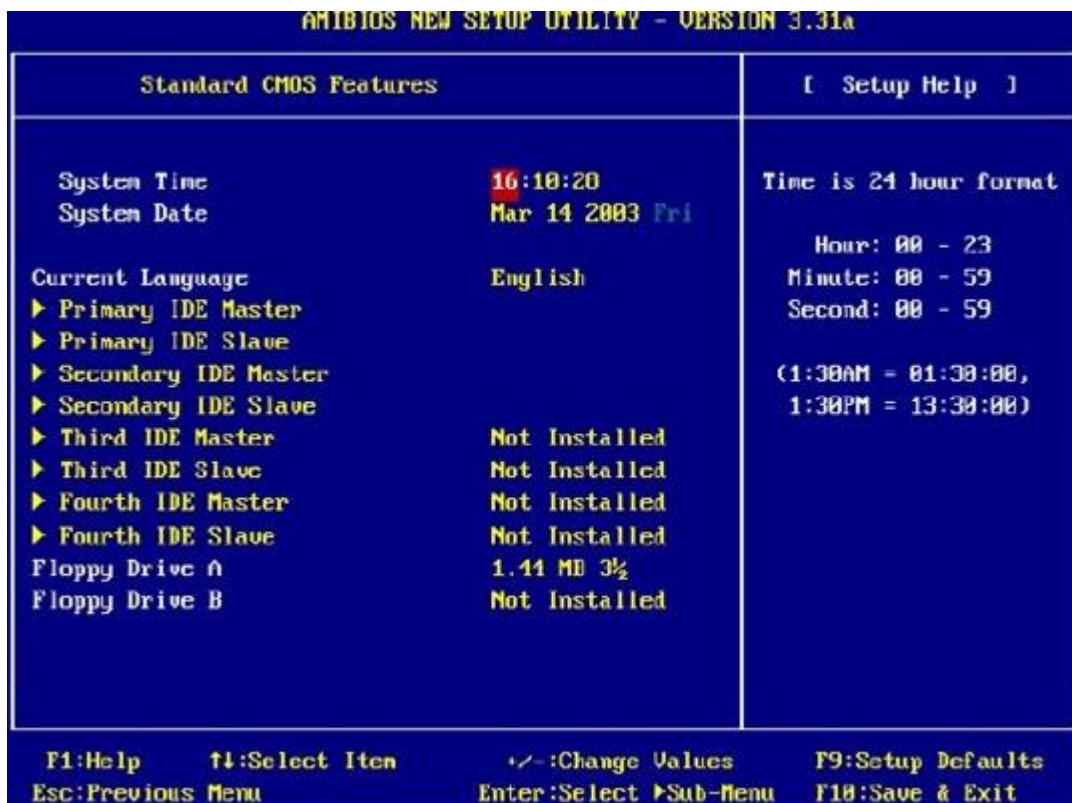 AMIBIOS NEW SETUP UTILITY - VERSION 3.31a
Standard CMOS Features
[ Setup Help ]
System Time 16:10:20
System Date Mar 14 2003 Fri
Current Language English
▶ Primary IDE Master
▶ Primary IDE Slave
▶ Secondary IDE Master
▶ Secondary IDE Slave
▶ Third IDE Master Not Installed
▶ Third IDE Slave Not Installed
▶ Fourth IDE Master Not Installed
▶ Fourth IDE Slave Not Installed
Floppy Drive A 1.44 MB 3½
Floppy Drive B Not Installed
Time is 24 hour format
Hour: 00 - 23
Minute: 00 - 59
Second: 00 - 59
(1:30AM = 01:30:00,
1:30PM = 13:30:00)
F1:Help ↑↓:Select Item +/-:Change Values F9:Setup Defaults
Esc:Previous Menu Enter:Select ▶Sub-Menu F10:Save & Exit